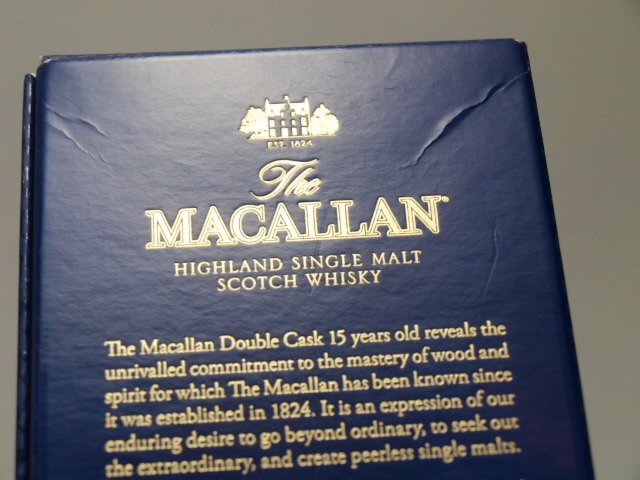 EST. 1824
The
MACALLAN®
HIGHLAND SINGLE MALT
SCOTCH WHISKY
The Macallan Double Cask 15 years old reveals the
unrivalled commitment to the mastery of wood and
spirit for which The Macallan has been known since
it was established in 1824. It is an expression of our
enduring desire to go beyond ordinary, to seek out
the extraordinary, and create peerless single malts.